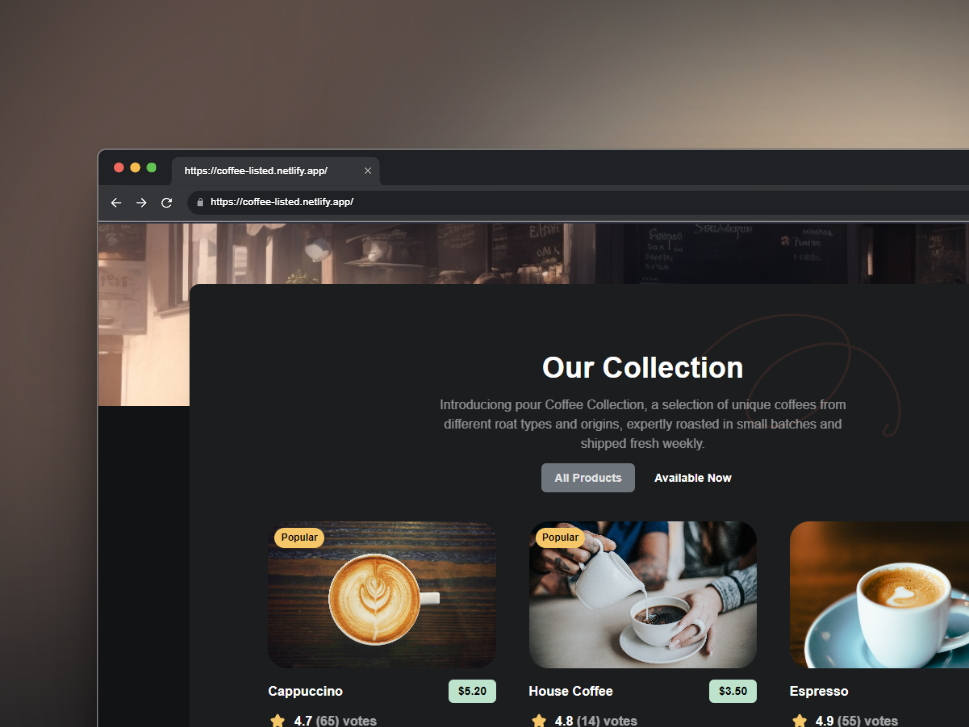 https://coffee-listed.netlify.app/
https://coffee-listed.netlify.app/
Our Collection
Introduciong pour Coffee Collection, a selection of unique coffees from
different roat types and origins, expertly roasted in small batches and
shipped fresh weekly.
All Products Available Now
Popular Popular
Cappuccino $5.20 House Coffee $3.50 Espresso
4.7 (65) votes 4.8 (14) votes 4.9 (55) votes